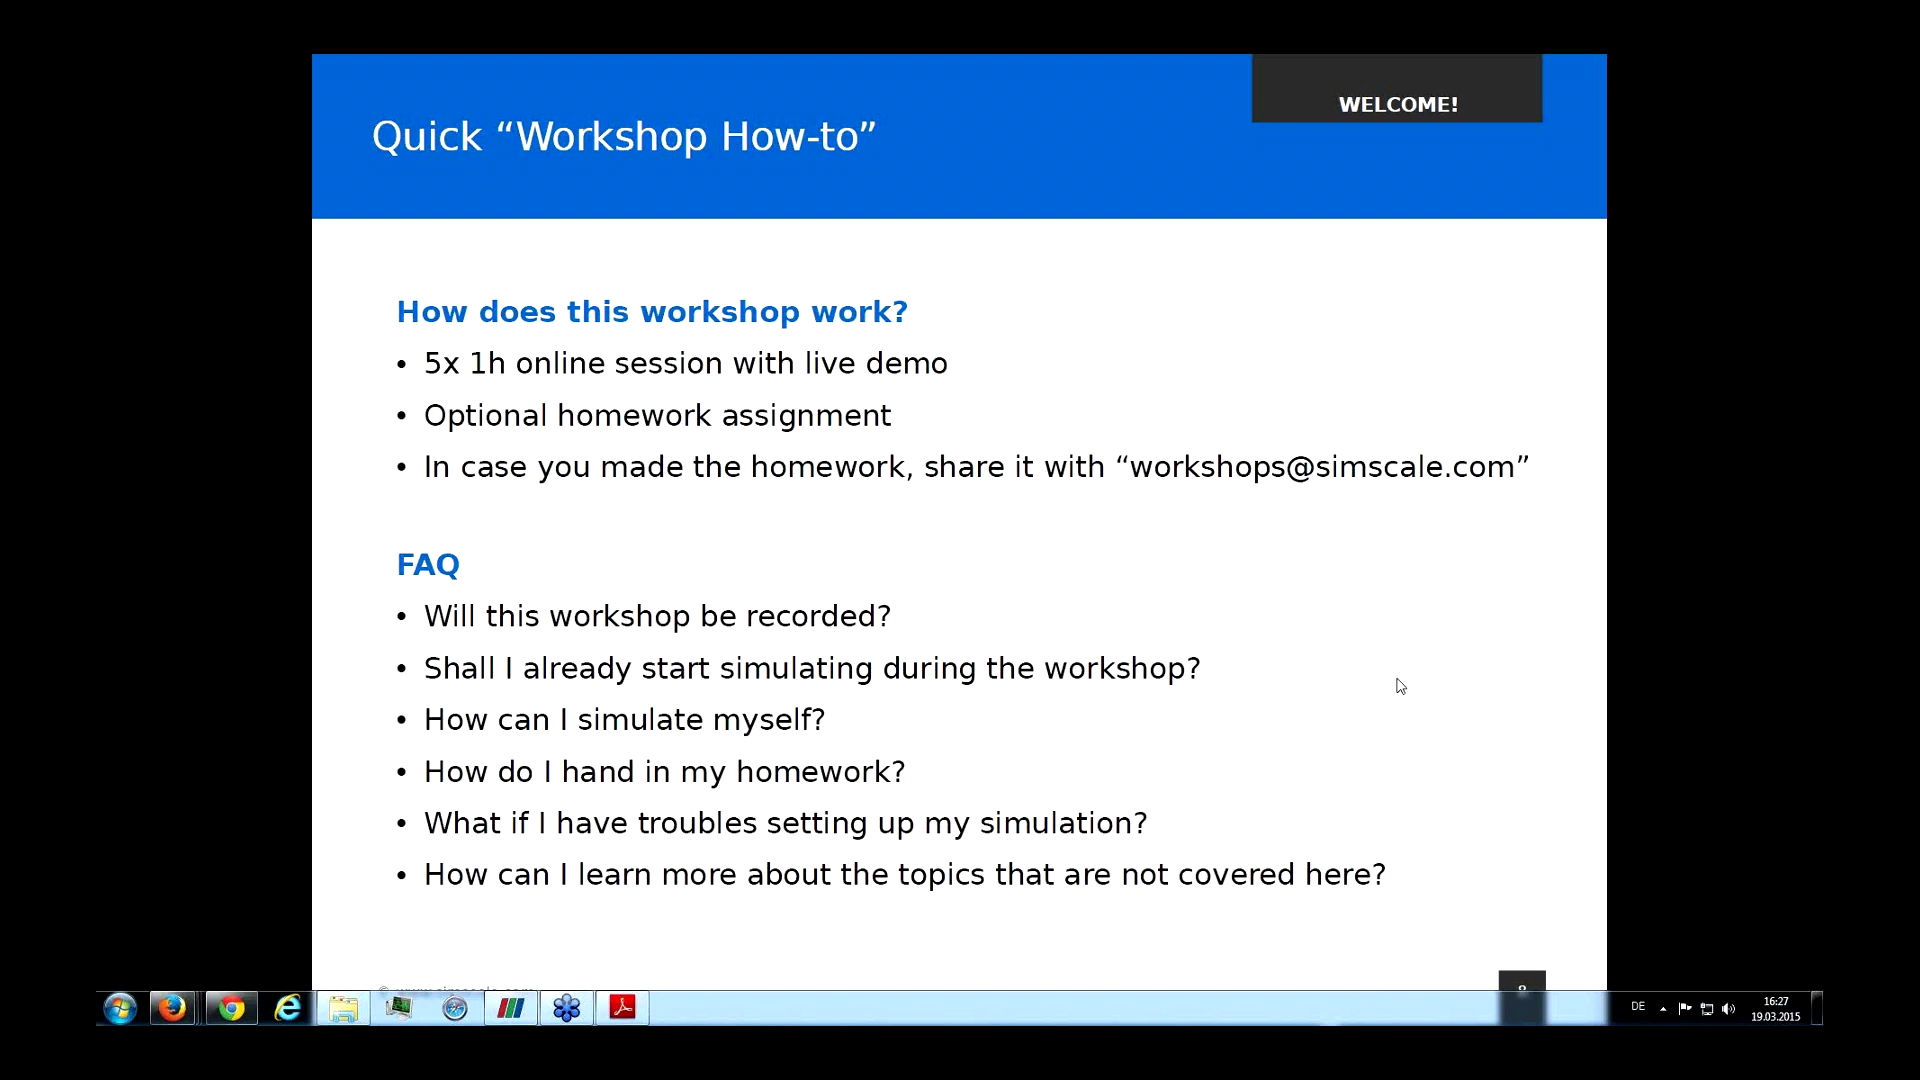 WELCOME!
Quick “Workshop How-to”
How does this workshop work?
• 5x 1h online session with live demo
• Optional homework assignment
• In case you made the homework, share it with “workshops@simscale.com”
FAQ
• Will this workshop be recorded?
• Shall I already start simulating during the workshop?
• How can I simulate myself?
• How do I hand in my homework?
• What if I have troubles setting up my simulation?
• How can I learn more about the topics that are not covered here?
DE
16:27
19.03.2015